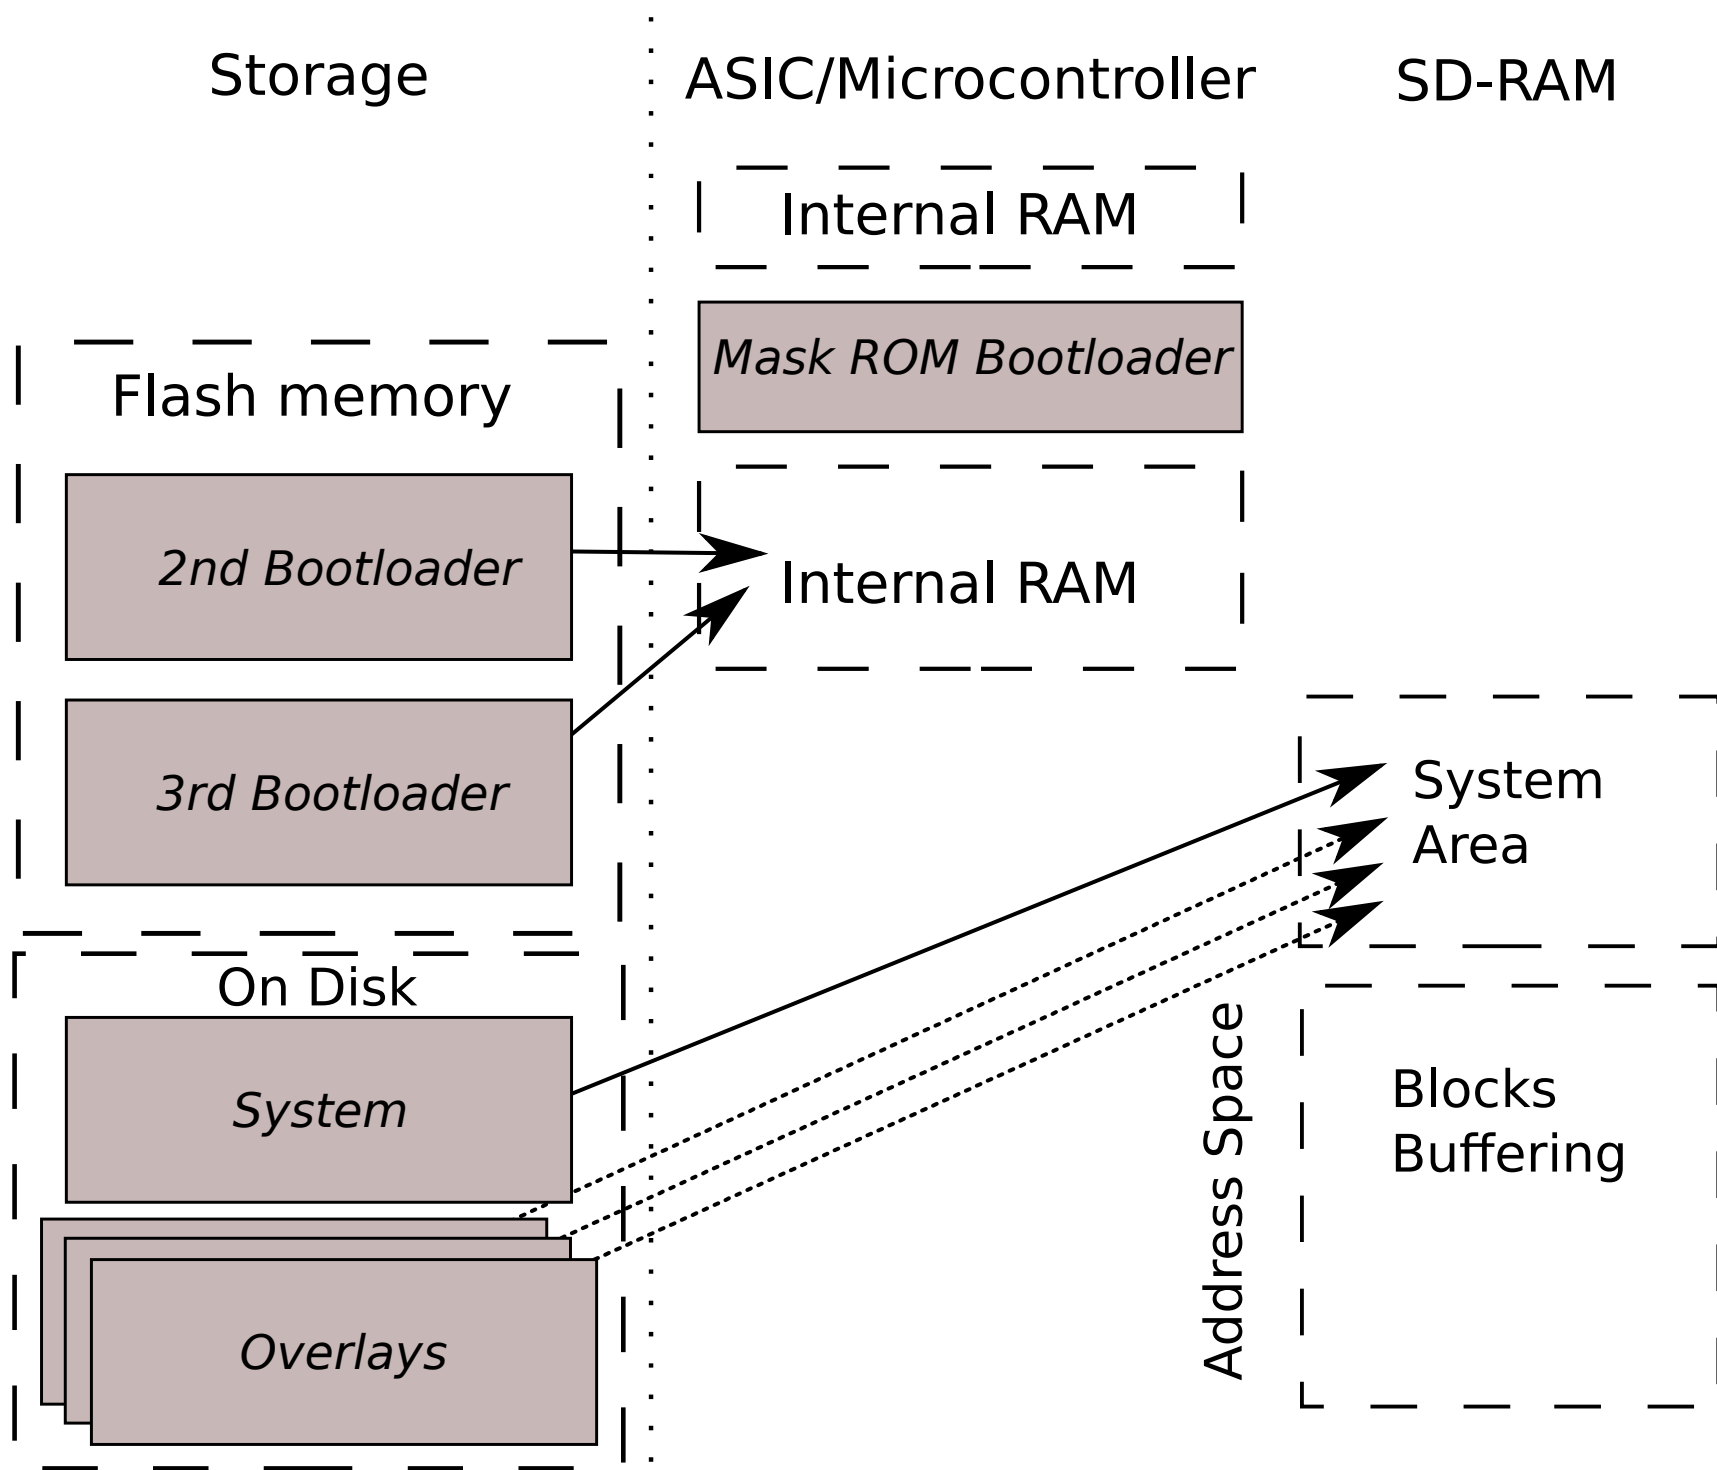 Storage
ASIC/Microcontroller
SD-RAM
Internal RAM
Mask ROM Bootloader
Flash memory
2nd Bootloader
Internal RAM
3rd Bootloader
System
Area
On Disk
System
Address Space
Blocks
Buffering
Overlays